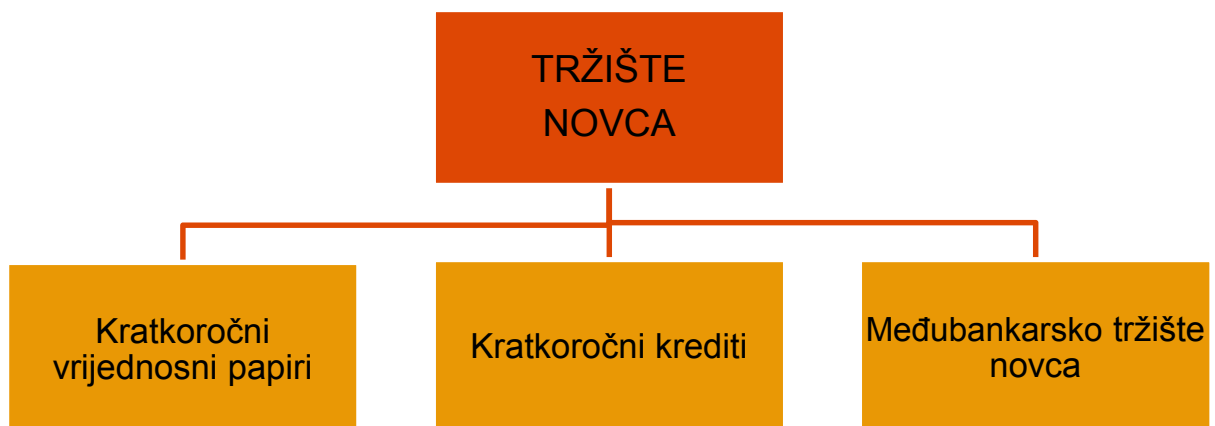 TRŽIŠTE
NOVCA
Kratkoročni
vrijednosni papiri
Kratkoročni krediti
Međubankarsko tržište
novca